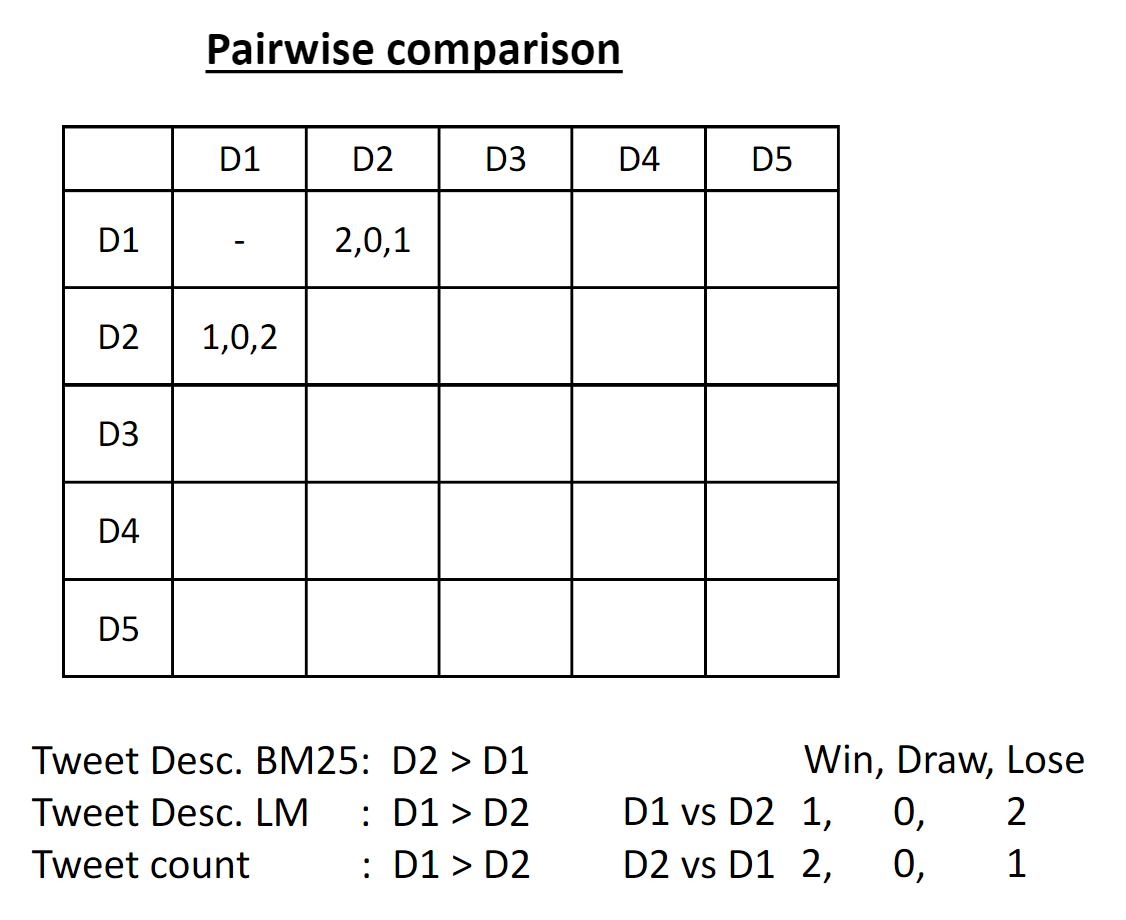 Pairwise comparison
D1 D2 D3 D4 D5
D1 - 2,0,1
D2 1,0,2
D3
D4
D5
Tweet Desc. BM25: D2 > D1
Tweet Desc. LM : D1 > D2
Tweet count : D1 > D2
Win, Draw, Lose
D1 vs D2 1, 0, 2
D2 vs D1 2, 0, 1